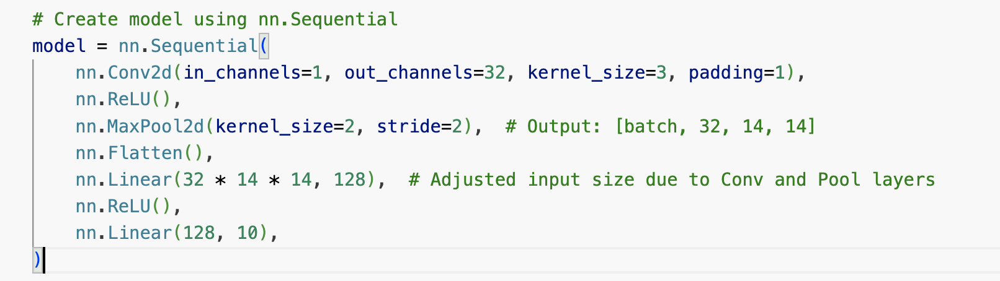 # Create model using nn.Sequential
model = nn.Sequential(
    nn.Conv2d(in_channels=1, out_channels=32, kernel_size=3, padding=1),
    nn.ReLU(),
    nn.MaxPool2d(kernel_size=2, stride=2),  # Output: [batch, 32, 14, 14]
    nn.Flatten(),
    nn.Linear(32 * 14 * 14, 128),  # Adjusted input size due to Conv and Pool layers
    nn.ReLU(),
    nn.Linear(128, 10),
)